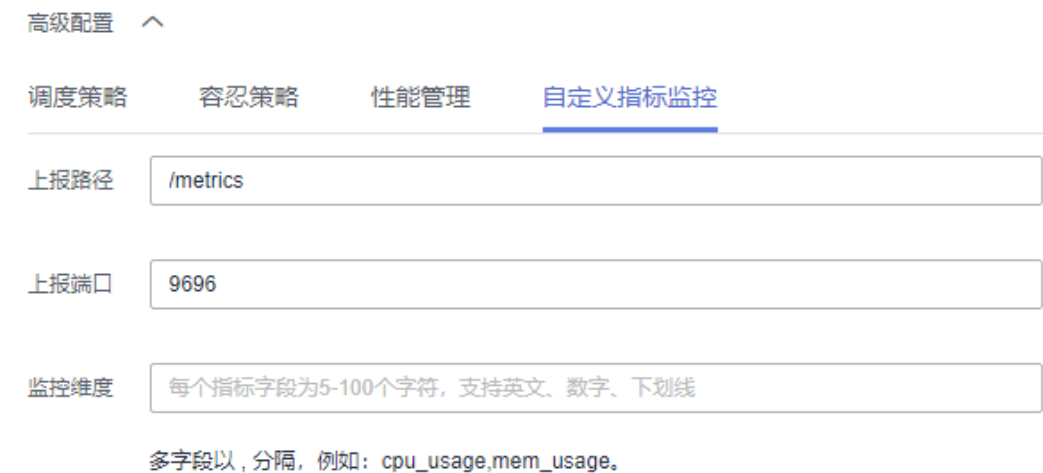 高级配置
调度策略 容忍策略 性能管理 自定义指标监控
上报路径 /metrics
上报端口 9696
监控维度 每个指标字段为5-100个字符，支持英文、数字、下划线
多字段以 , 分隔，例如：cpu_usage,mem_usage。